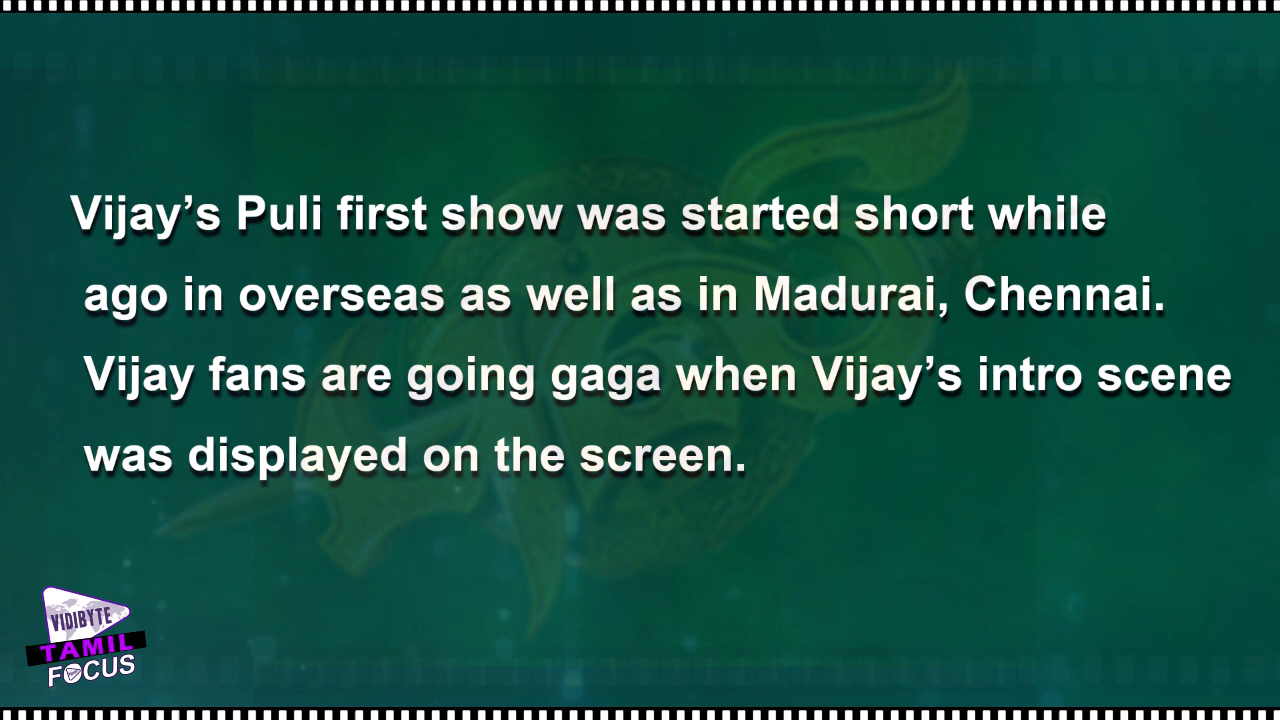 Vijay’s Puli first show was started short while
ago in overseas as well as in Madurai, Chennai.
Vijay fans are going gaga when Vijay’s intro scene
was displayed on the screen.
VIDIBYTE
TAMIL
FOCUS